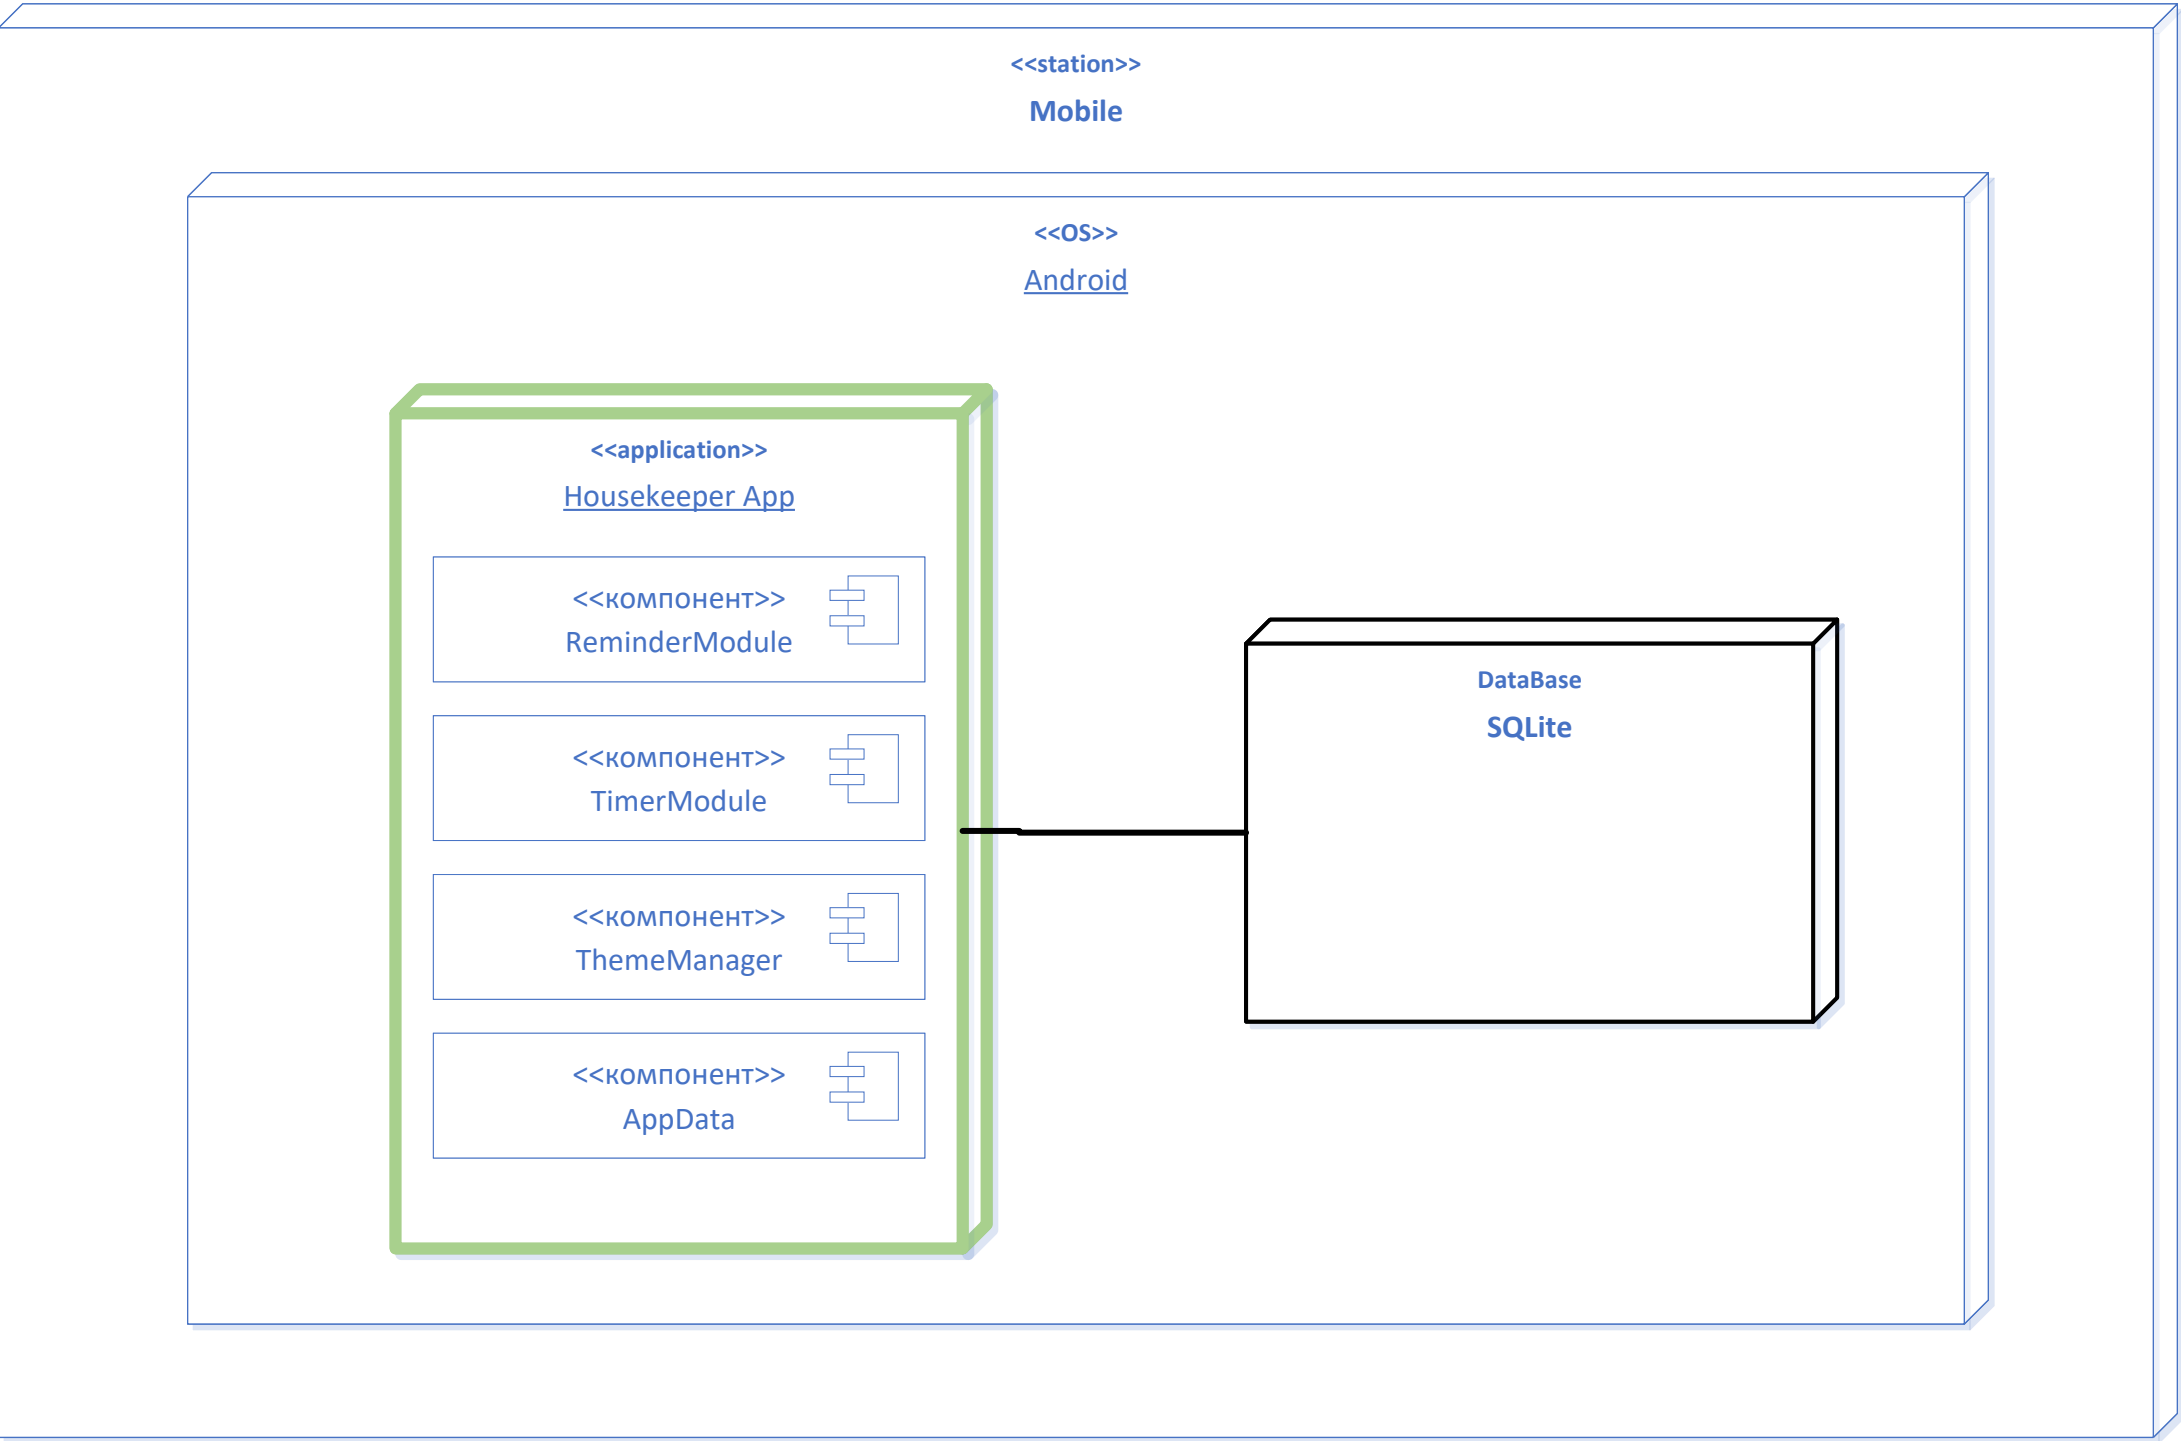 <<station>>
Mobile
<<OS>>
Android
<<application>>
Housekeeper App
<<компонент>>
ReminderModule
<<компонент>>
TimerModule
<<компонент>>
ThemeManager
<<компонент>>
AppData
DataBase
SQLite